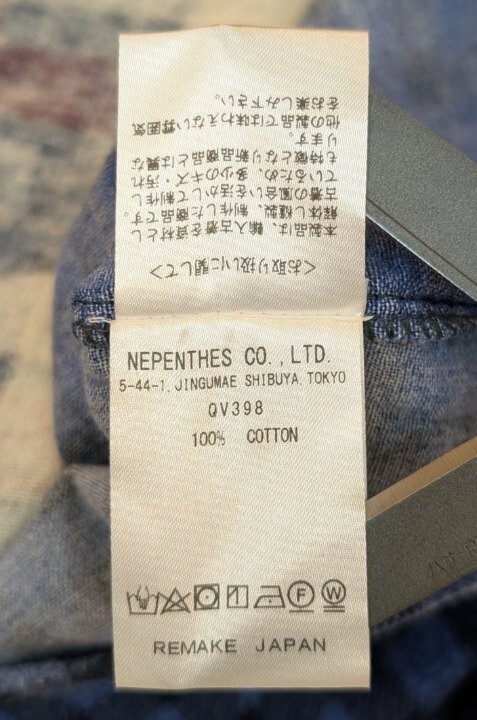 <お取り扱いに関して>
本製品は、輸入古着を資材とし
解体し縫製、制作した商品です。
古着の風合いを活かして制作し
ているため、多少のキズ・汚れ
も特徴となり新品商品とは異な
ります。
他の製品では味わえない雰囲気
をお楽しみ下さい。
NEPENTHES CO.,LTD.
5-44-1, JINGUMAE SHIBUYA TOKYO
QV398
100% COTTON
F W
REMAKE JAPAN